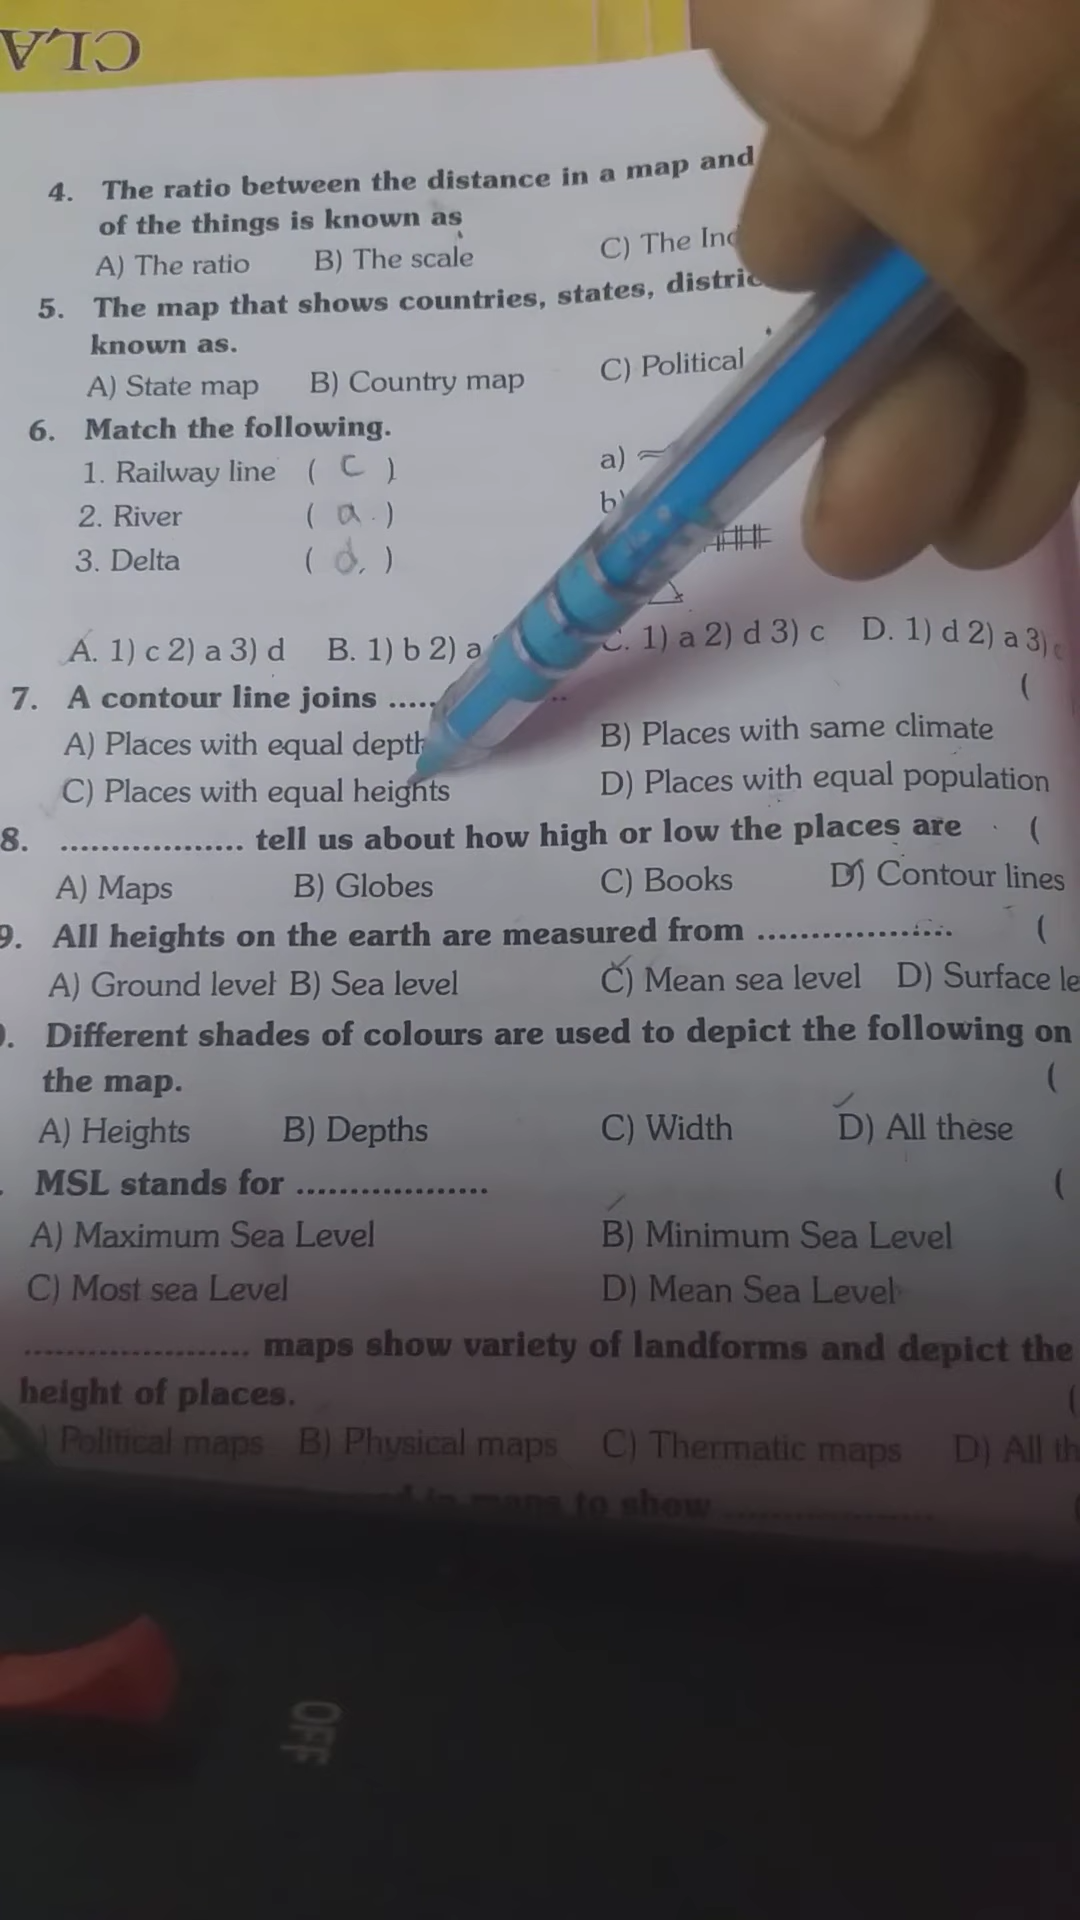 CLA
4. The ratio between the distance in a map and
of the things is known as
A) The ratio B) The scale C) The Ind
5. The map that shows countries, states, distric
known as.
A) State map B) Country map C) Political
6. Match the following.
1. Railway line ( c ) a)
2. River ( a ) b)
3. Delta ( d )
A. 1) c 2) a 3) d B. 1) b 2) a C. 1) a 2) d 3) c D. 1) d 2) a 3) c
7. A contour line joins ..... (
A) Places with equal depth B) Places with same climate
C) Places with equal heights D) Places with equal population
8. ................. tell us about how high or low the places are (
A) Maps B) Globes C) Books D) Contour lines
9. All heights on the earth are measured from .................. (
A) Ground level B) Sea level C) Mean sea level D) Surface le
Different shades of colours are used to depict the following on
the map. (
A) Heights B) Depths C) Width D) All these
MSL stands for .................. (
A) Maximum Sea Level B) Minimum Sea Level
C) Most sea Level D) Mean Sea Level
..................... maps show variety of landforms and depict the
height of places. (
) Political maps B) Physical maps C) Thermatic maps D) All th
in maps to show ..................
OFF